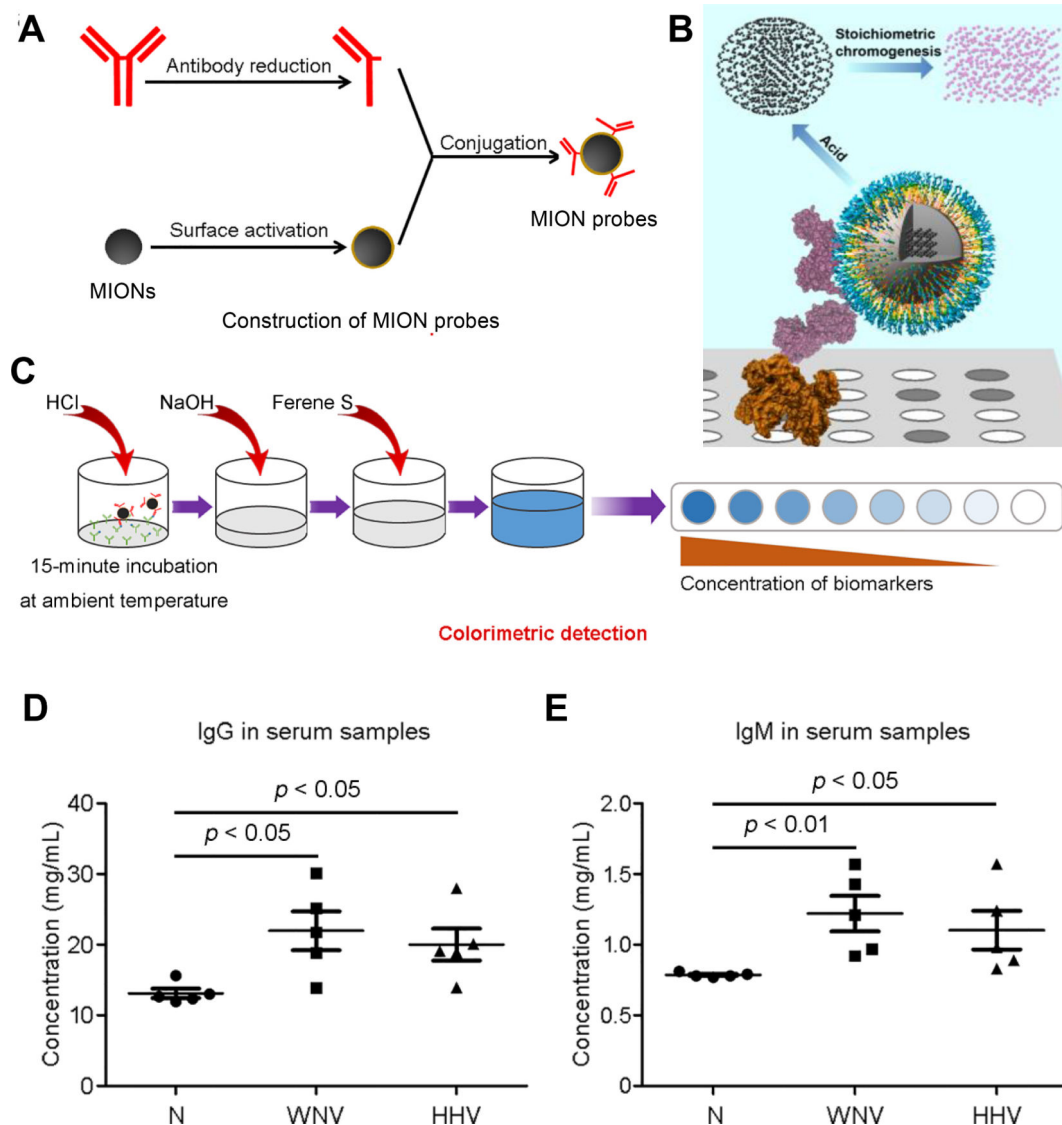 A
Antibody reduction
Conjugation
MION probes
Surface activation
MIONs
Construction of MION probes
B
Stoichiometric
chromogenesis
Acid
C
HCl
NaOH
Ferene S
15-minute incubation
at ambient temperature
Concentration of biomarkers
Colorimetric detection
D
IgG in serum samples
p < 0.05
p < 0.05
Concentration (mg/mL)
40
30
20
10
0
N
WNV
HHV
E
IgM in serum samples
p < 0.05
p < 0.01
Concentration (mg/mL)
2.0
1.5
1.0
0.5
0
N
WNV
HHV